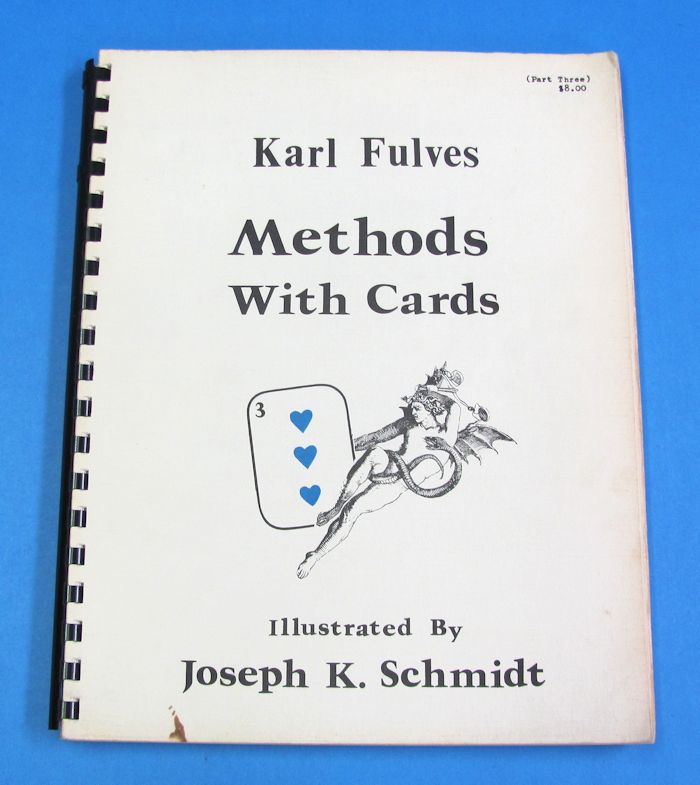 (Part Three)
$8.00
Karl Fulves
Methods
With Cards
3
Illustrated By
Joseph K. Schmidt